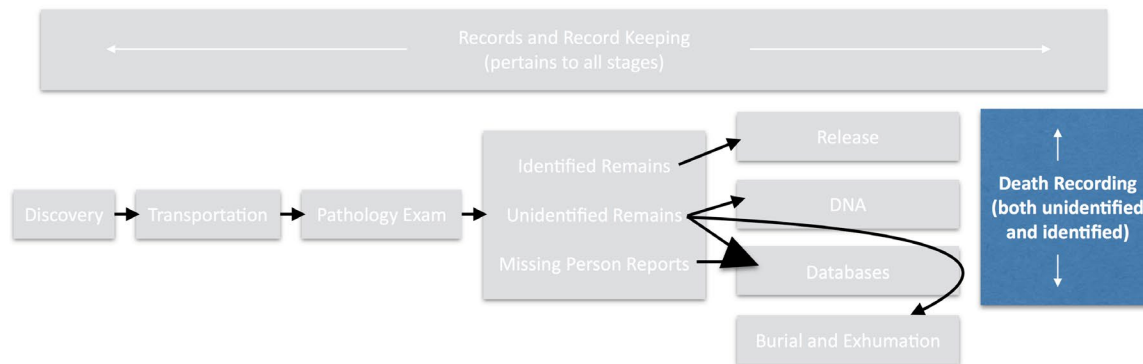 Records and Record Keeping
(pertains to all stages)
Discovery
Transportation
Pathology Exam
Identified Remains
Unidentified Remains
Missing Person Reports
Release
DNA
Databases
Burial and Exhumation
Death Recording
(both unidentified
and identified)